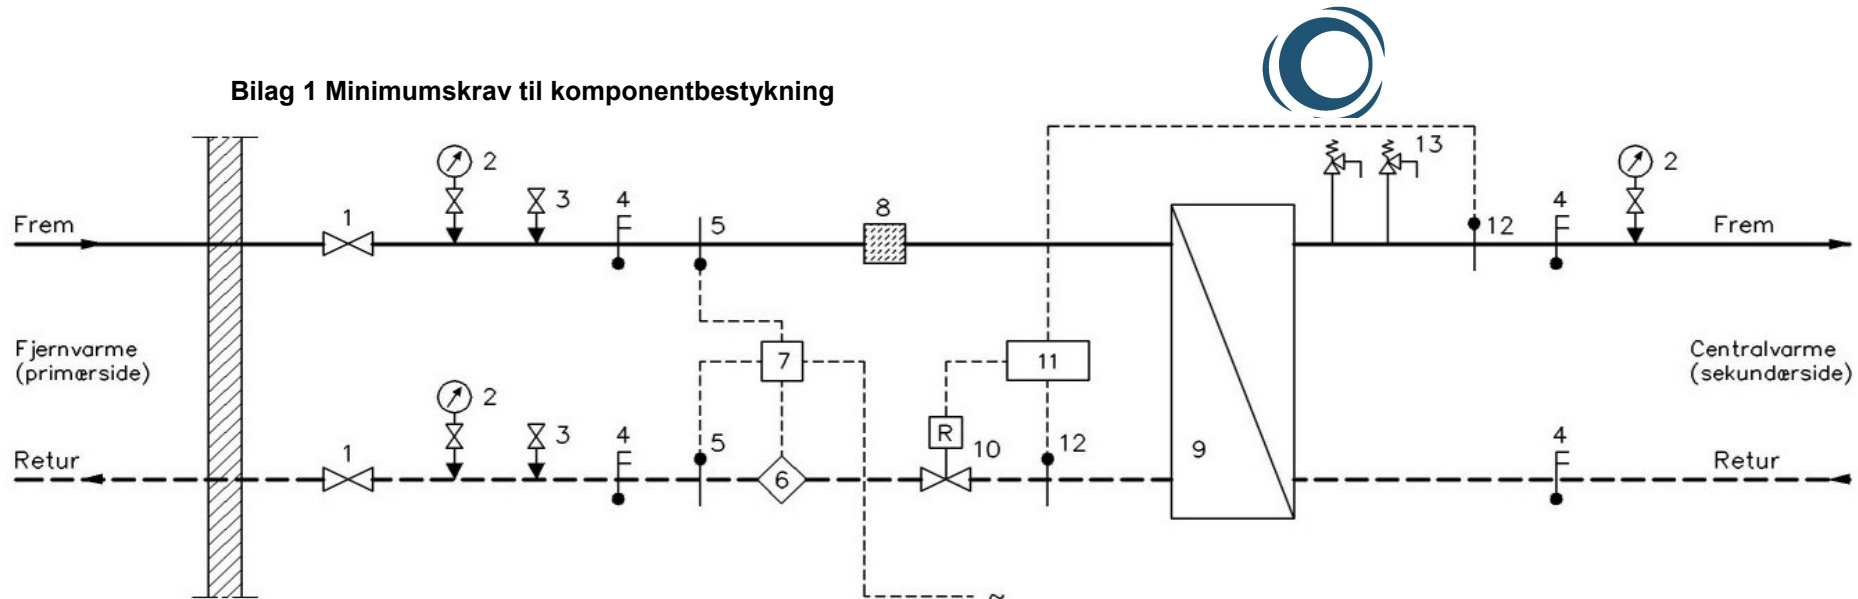 Bilag 1 Minimumskrav til komponentbestykning
13
2
2
3
4
8
4
1
5
12
Frem
Frem
Fjernvarme
(primærside)
7
11
Centralvarme
(sekundærside)
2
3
4
4
1
5
R
10
12
9
Retur
Retur
6
~